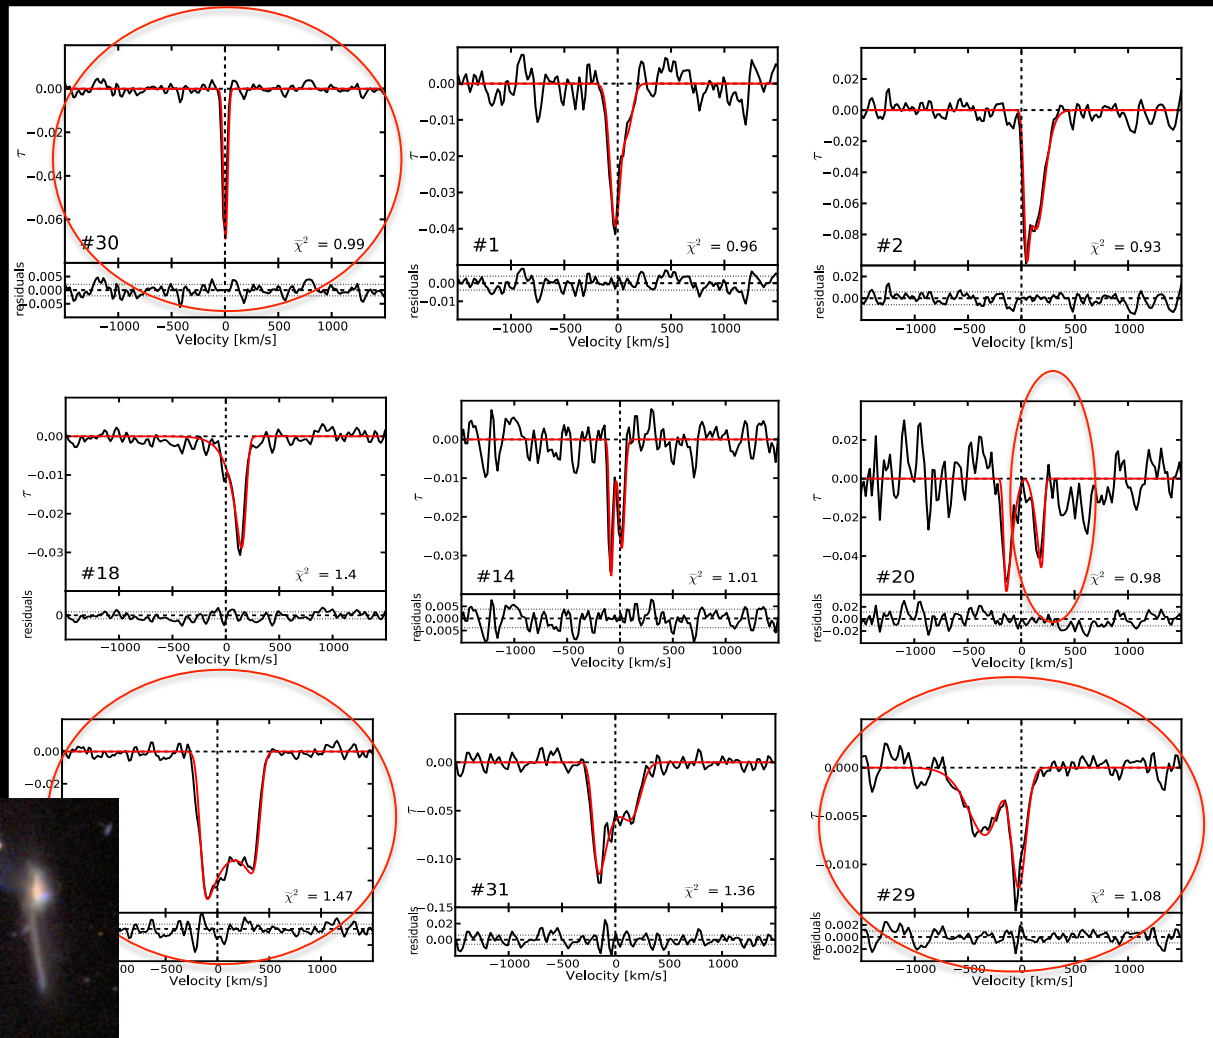 0.00
−0.02
−0.04
−0.06
τ
#30
χ̃² = 0.99
residuals
0.005
0.000
−0.005
−1000 −500 0 500 1000
Velocity [km/s]
0.00
−0.01
−0.02
−0.03
−0.04
τ
#1
χ̃² = 0.96
residuals
0.00
−0.01
−1000 −500 0 500 1000
Velocity [km/s]
0.02
0.00
−0.02
−0.04
−0.06
−0.08
τ
#2
χ̃² = 0.93
residuals
0.02
0.00
−1000 −500 0 500 1000
Velocity [km/s]
0.00
−0.01
−0.02
−0.03
τ
#18
χ̃² = 1.4
residuals
0
−1000 −500 0 500 1000
Velocity [km/s]
0.00
−0.01
−0.02
−0.03
τ
#14
χ̃² = 1.01
residuals
0.005
0.000
−0.005
−1000 −500 0 500 1000
Velocity [km/s]
0.04
0.02
0.00
−0.02
−0.04
τ
#20
χ̃² = 0.98
residuals
0.02
0.00
−0.02
−1000 −500 0 500 1000
Velocity [km/s]
0.00
−0.02
χ̃² = 1.47
−500 0 500 1000
Velocity [km/s]
0.00
−0.05
−0.10
−0.15
τ
#31
χ̃² = 1.36
residuals
0.02
0.00
−1000 −500 0 500 1000
Velocity [km/s]
0.000
−0.005
−0.010
τ
#29
χ̃² = 1.08
residuals
0.002
0.000
0.002
−1000 −500 0 500 1000
Velocity [km/s]